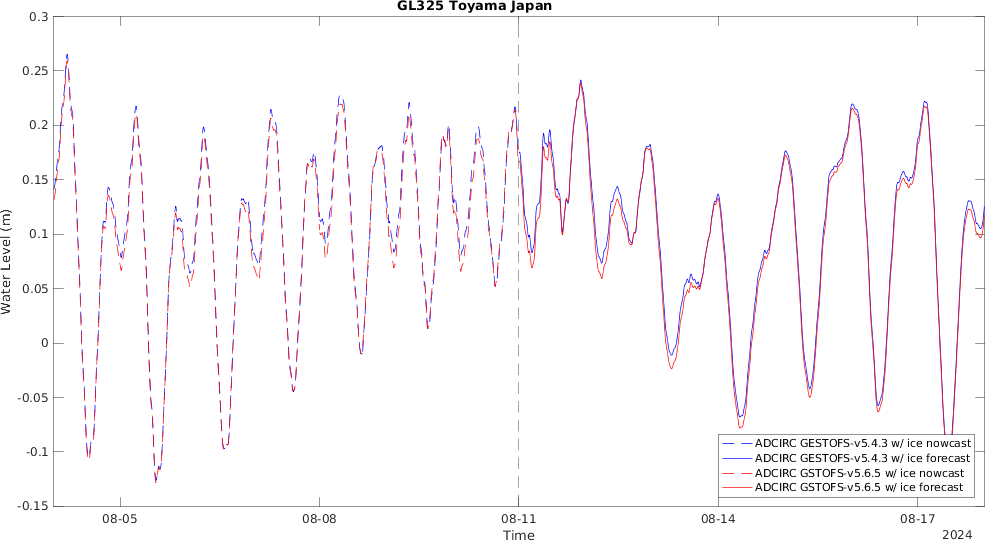 GL325 Toyama Japan
0.3
0.25
0.2
0.15
0.1
0.05
0
-0.05
-0.1
-0.15
Water Level (m)
08-05
08-08
08-11
08-14
08-17
Time
2024
ADCIRC GESTOFS-v5.4.3 w/ ice nowcast
ADCIRC GESTOFS-v5.4.3 w/ ice forecast
ADCIRC GSTOFS-v5.6.5 w/ ice nowcast
ADCIRC GSTOFS-v5.6.5 w/ ice forecast